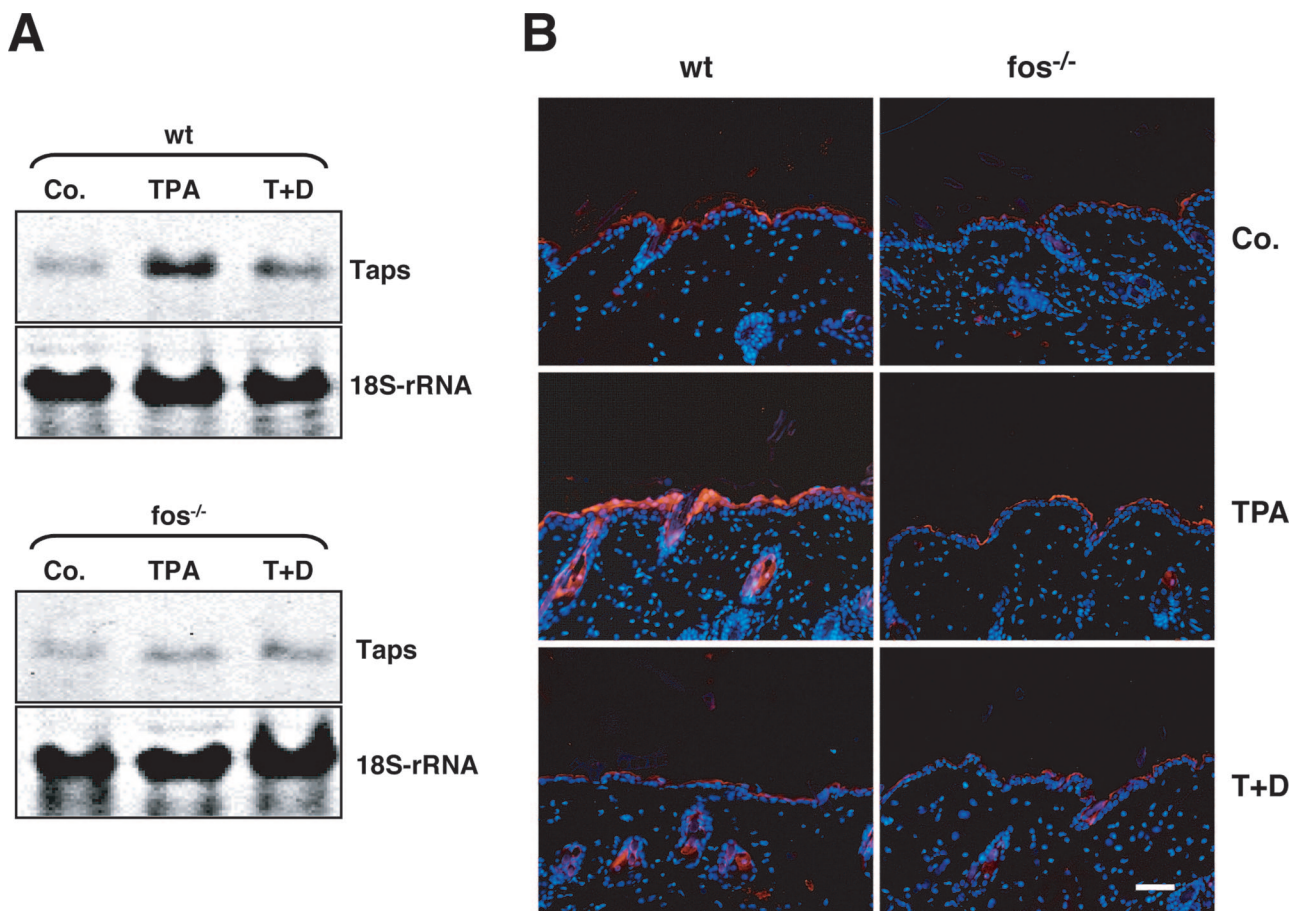 A
wt
Co. TPA T+D
Taps
18S-rRNA
fos-/-
Co. TPA T+D
Taps
18S-rRNA
B
wt fos-/-
Co.
TPA
T+D